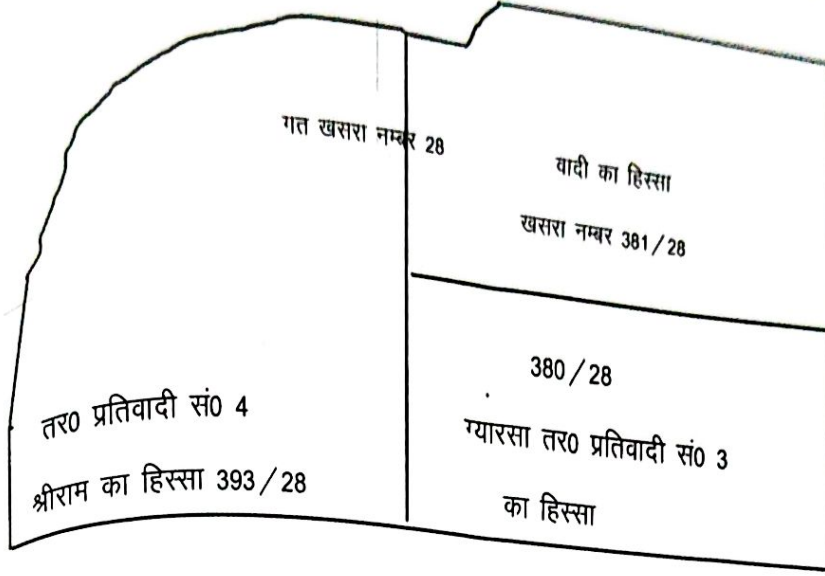 गत खसरा नम्बर 28
वादी का हिस्सा
खसरा नम्बर 381/28
380/28
ग्यारसा तर0 प्रतिवादी सं0 3
का हिस्सा
तर0 प्रतिवादी सं0 4
श्रीराम का हिस्सा 393/28